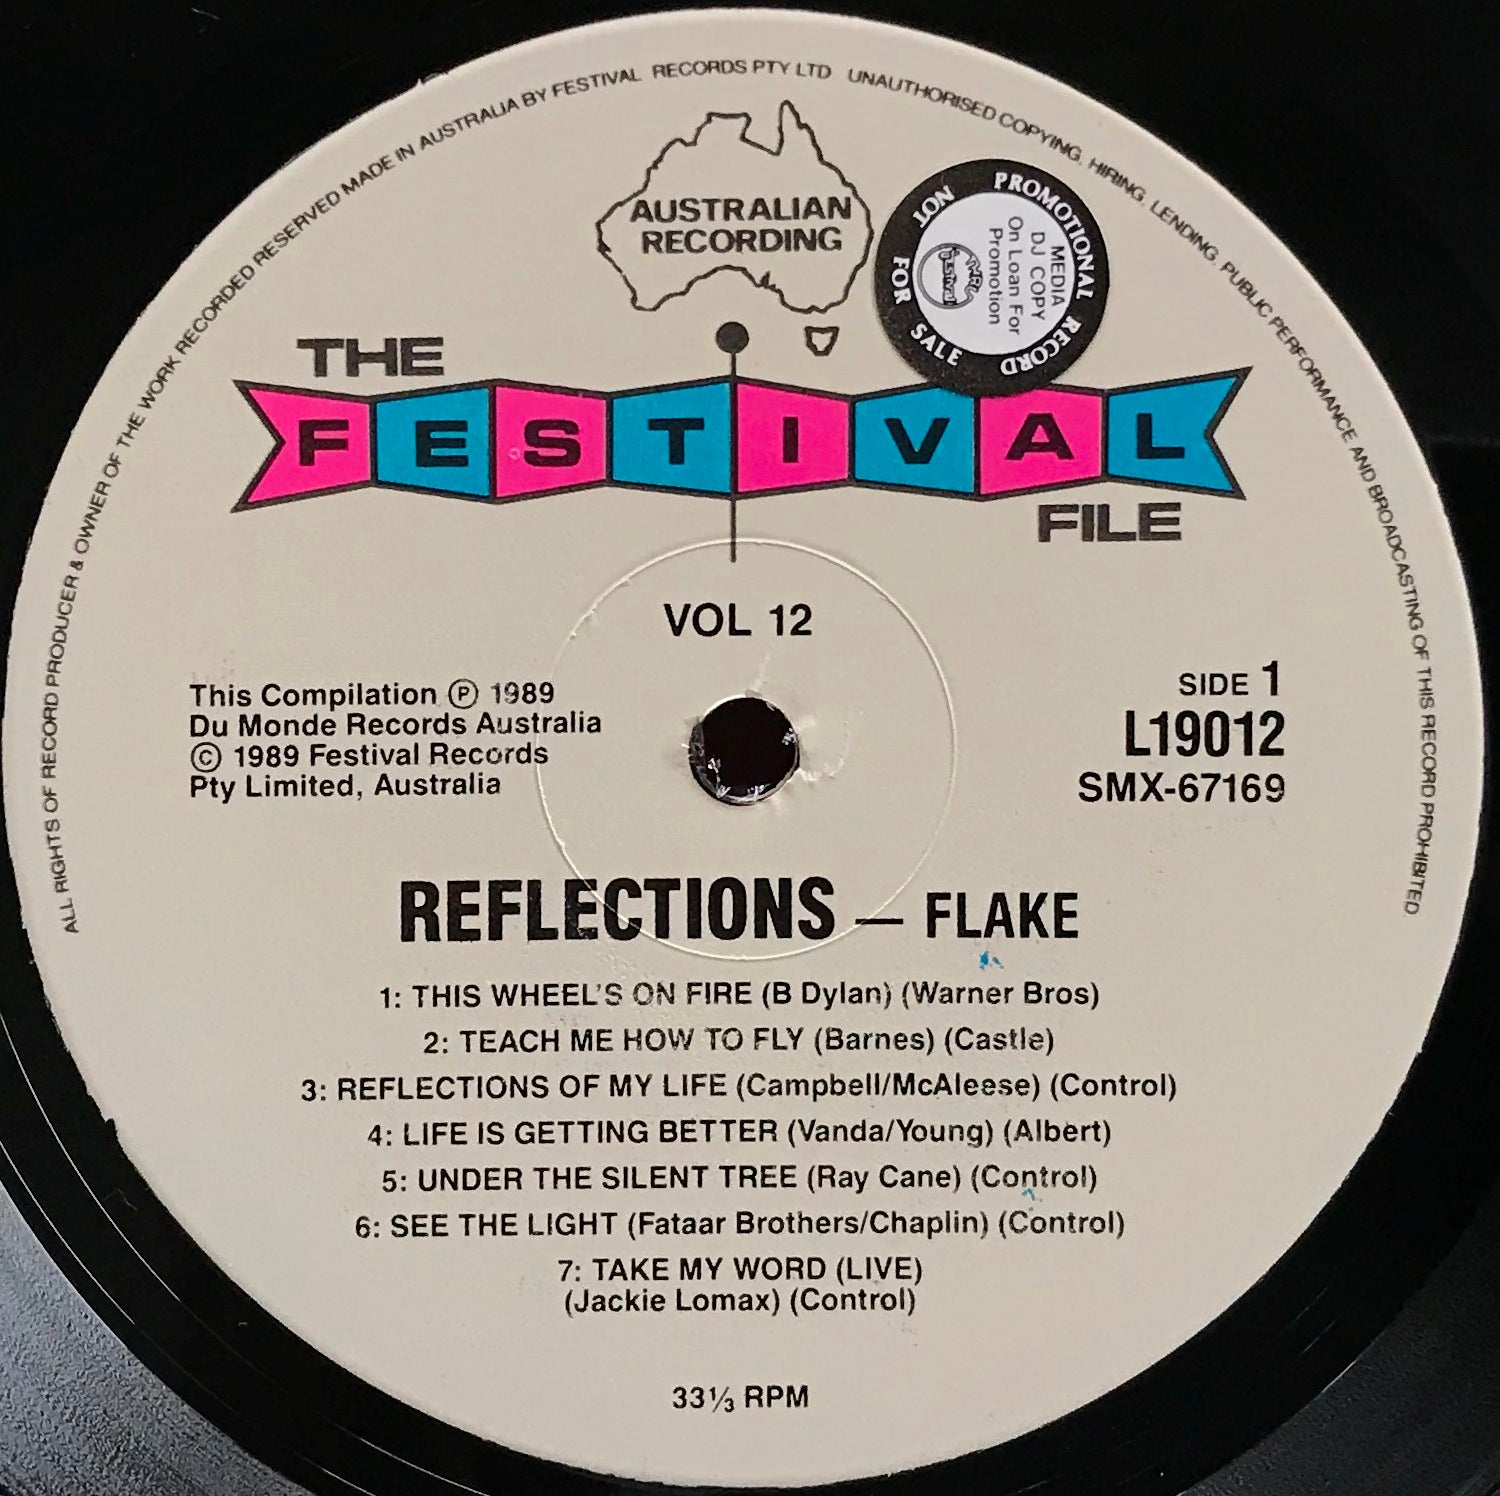 ALL RIGHTS OF RECORD PRODUCER & OWNER OF THE WORK RECORDED RESERVED MADE IN AUSTRALIA BY FESTIVAL RECORDS PTY LTD UNAUTHORISED COPYING, HIRING, LENDING, PUBLIC PERFORMANCE AND BROADCASTING OF THIS RECORD PROHIBITED
AUSTRALIAN
RECORDING
NOT FOR SALE PROMOTIONAL RECORD
MEDIA
DJ COPY
On Loan For
Promotion
Festival
THE
FESTIVAL
FILE
VOL 12
This Compilation Ⓟ 1989
Du Monde Records Australia
© 1989 Festival Records
Pty Limited, Australia
SIDE 1
L19012
SMX-67169
REFLECTIONS — FLAKE
1: THIS WHEEL'S ON FIRE (B Dylan) (Warner Bros)
2: TEACH ME HOW TO FLY (Barnes) (Castle)
3: REFLECTIONS OF MY LIFE (Campbell/McAleese) (Control)
4: LIFE IS GETTING BETTER (Vanda/Young) (Albert)
5: UNDER THE SILENT TREE (Ray Cane) (Control)
6: SEE THE LIGHT (Fataar Brothers/Chaplin) (Control)
7: TAKE MY WORD (LIVE)
(Jackie Lomax) (Control)
33⅓ RPM